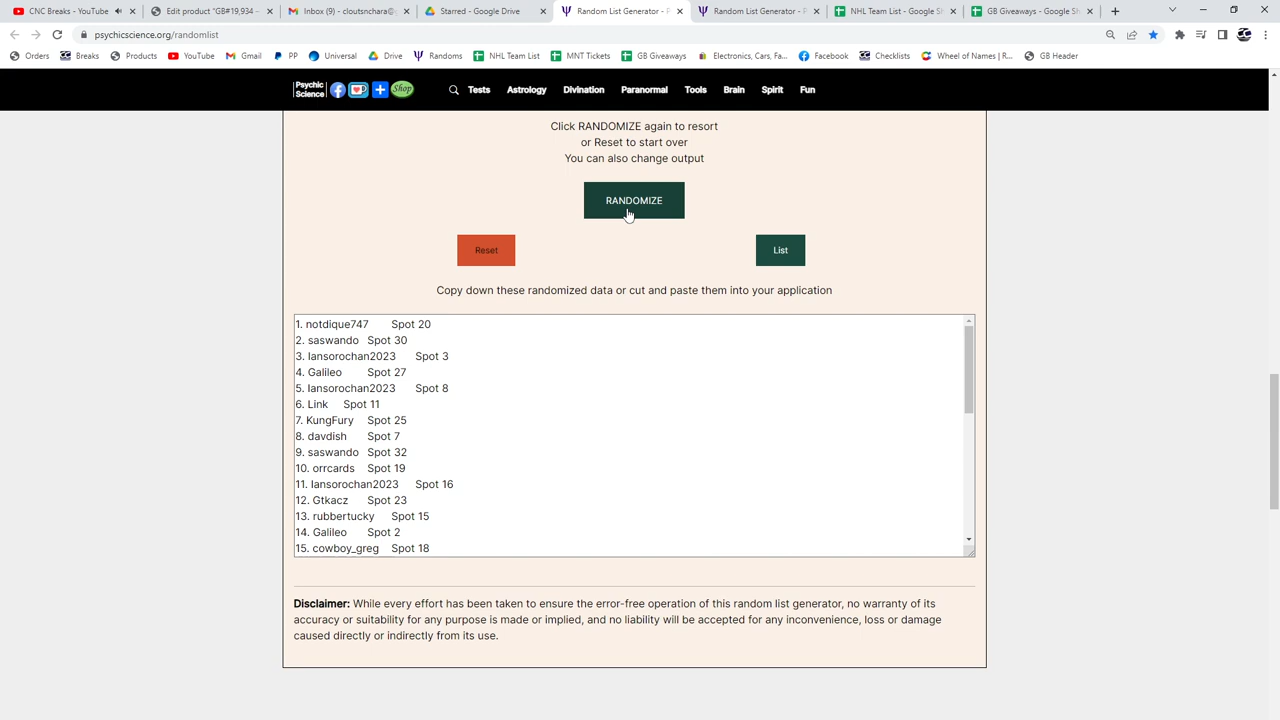 CNC Breaks - YouTube
Edit product "GB#19,934
Inbox (9) - cloutsnchara@g
Starred - Google Drive
Random List Generator - P
Random List Generator - P
NHL Team List - Google Sh
GB Giveaways - Google Sh
psychicscience.org/randomlist
Orders
Breaks
Products
YouTube
Gmail
PP
Universal
Drive
Randoms
NHL Team List
MNT Tickets
GB Giveaways
Electronics, Cars, Fa...
Facebook
Checklists
Wheel of Names | R...
GB Header
Psychic
Science
Shop
Tests
Astrology
Divination
Paranormal
Tools
Brain
Spirit
Fun
Click RANDOMIZE again to resort
or Reset to start over
You can also change output
RANDOMIZE
Reset
List
Copy down these randomized data or cut and paste them into your application
1. notdique747 Spot 20
2. saswando Spot 30
3. Iansorochan2023 Spot 3
4. Galileo Spot 27
5. Iansorochan2023 Spot 8
6. Link Spot 11
7. KungFury Spot 25
8. davdish Spot 7
9. saswando Spot 32
10. orrcards Spot 19
11. Iansorochan2023 Spot 16
12. Gtkacz Spot 23
13. rubbertucky Spot 15
14. Galileo Spot 2
15. cowboy_greg Spot 18
Disclaimer: While every effort has been taken to ensure the error-free operation of this random list generator, no warranty of its
accuracy or suitability for any purpose is made or implied, and no liability will be accepted for any inconvenience, loss or damage
caused directly or indirectly from its use.